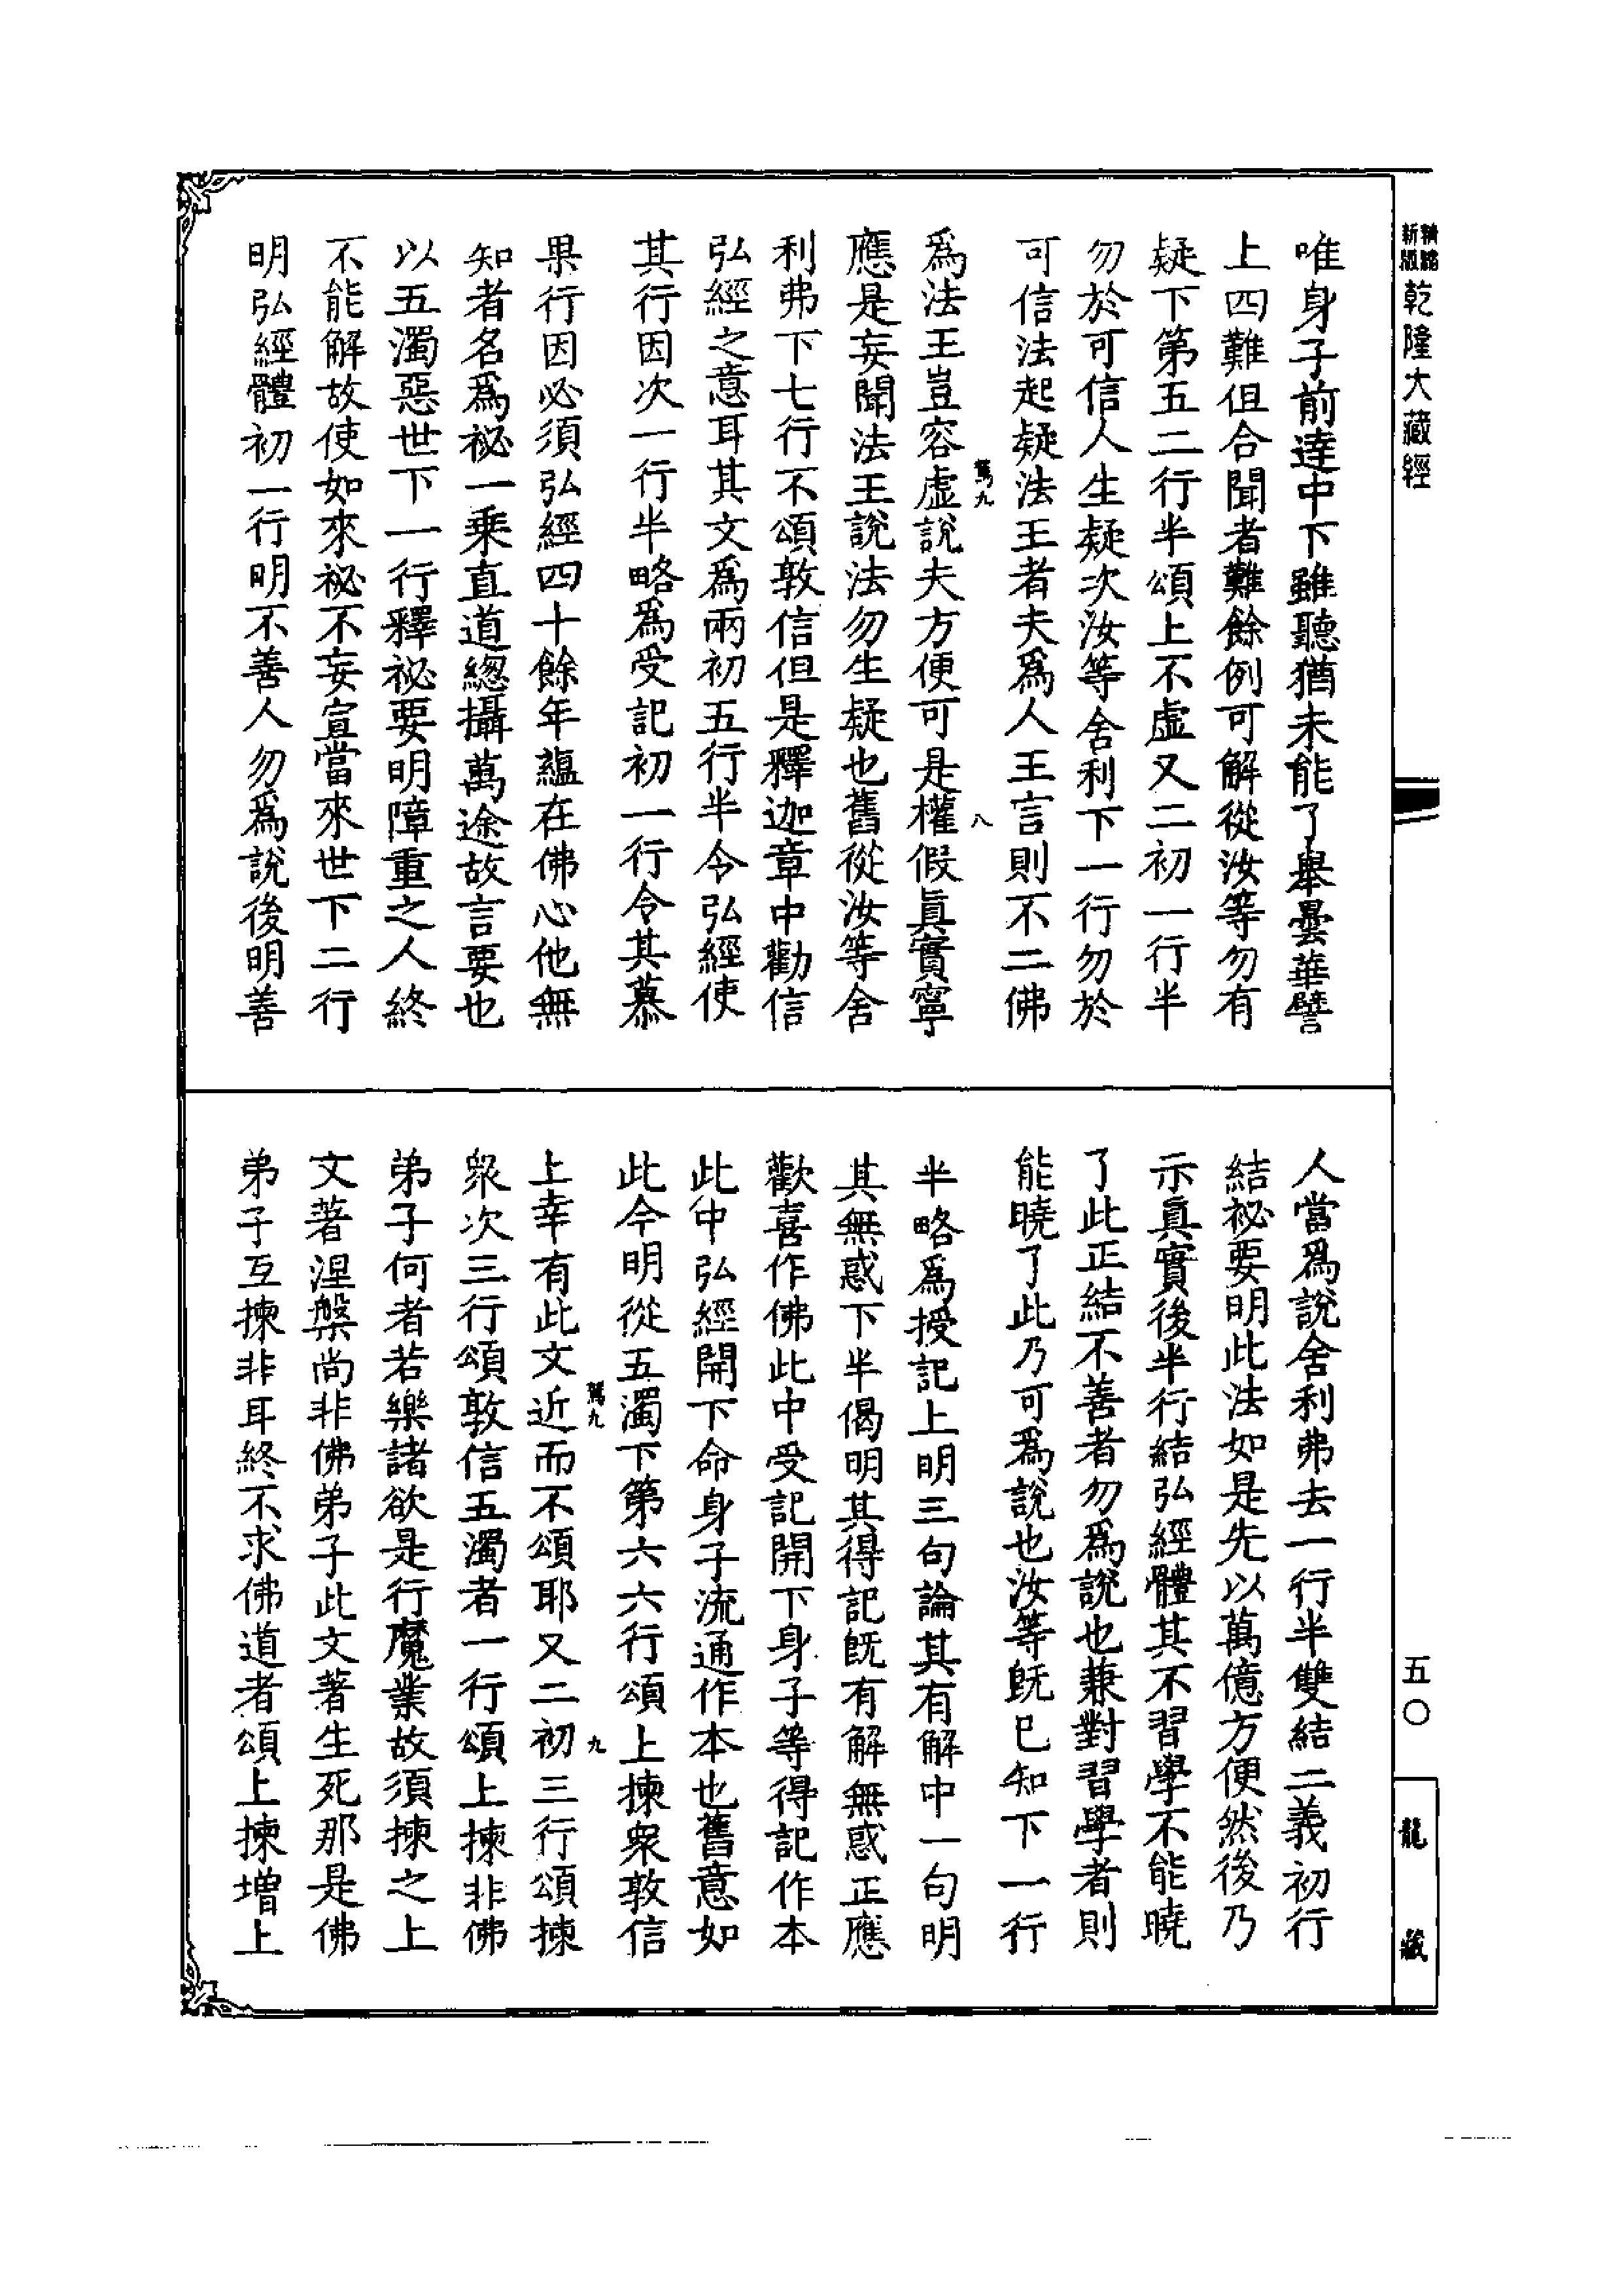 新版
精縮
乾隆大藏經
唯身子前逹中下雖聽猶未能了舉曇華譬
上四難但合聞者難餘例可解從汝等勿有
疑下第五二行半頌上不虛又二初一行半
勿於可信人生疑次汝等舍利下一行勿於
可信法起疑法王者夫爲人王言則不二佛
駕九
八
爲法王豈容虛說夫方便可是權假眞實寧
應是妄聞法王說法勿生疑也舊從汝等舍
利弗下七行不頌敦信但是釋迦章中勸信
弘經之意耳其文爲兩初五行半令弘經使
其行因次一行半略爲受記初一行令其慕
果行因必須弘經四十餘年蘊在佛心他無
知者名爲祕一乘直道緫攝萬途故言要也
以五濁惡世下一行釋祕要明障重之人終
不能解故使如來祕不妄宣當來世下二行
明弘經體初一行明不善人勿爲說後明善
人當爲說舍利弗去一行半雙結二義初行
結祕要明此法如是先以萬億方便然後乃
示眞實後半行結弘經體其不習學不能曉
了此正結不善者勿爲說也兼對習學者則
能曉了此乃可爲說也汝等旣已知下一行
半略爲授記上明三句論其有解中一句明
其無惑下半偈明其得記旣有解無惑正應
歡喜作佛此中受記開下身子等得記作本
此中弘經開下命身子流通作本也舊意如
此今明從五濁下第六六行頌上揀衆敦信
駕九
九
上幸有此文近而不頌耶又二初三行頌揀
衆次三行頌敦信五濁者一行頌上揀非佛
弟子何者若樂諸欲是行魔業故須揀之上
文著涅槃尚非佛弟子此文著生死那是佛
弟子互揀非耳終不求佛道者頌上揀增上
五〇
龍藏